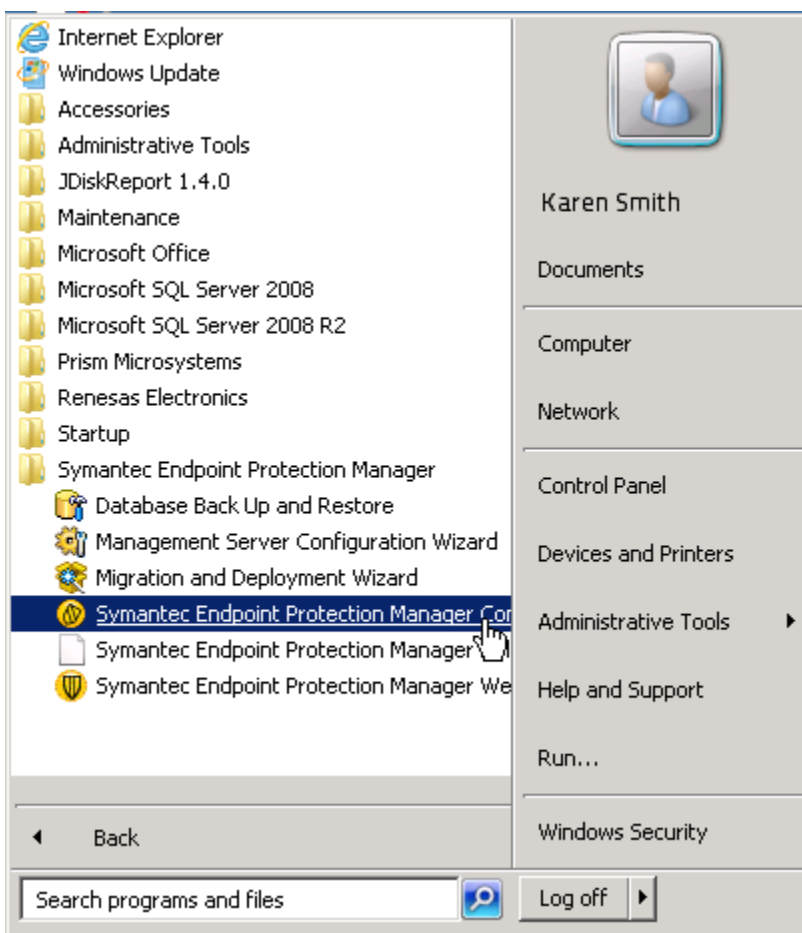 Internet Explorer
Windows Update
Accessories
Administrative Tools
JDiskReport 1.4.0
Maintenance
Microsoft Office
Microsoft SQL Server 2008
Microsoft SQL Server 2008 R2
Prism Microsystems
Renesas Electronics
Startup
Symantec Endpoint Protection Manager
Database Back Up and Restore
Management Server Configuration Wizard
Migration and Deployment Wizard
Symantec Endpoint Protection Manager Con
Symantec Endpoint Protection Manager
Symantec Endpoint Protection Manager We
Back
Search programs and files
Karen Smith
Documents
Computer
Network
Control Panel
Devices and Printers
Administrative Tools
Help and Support
Run...
Windows Security
Log off